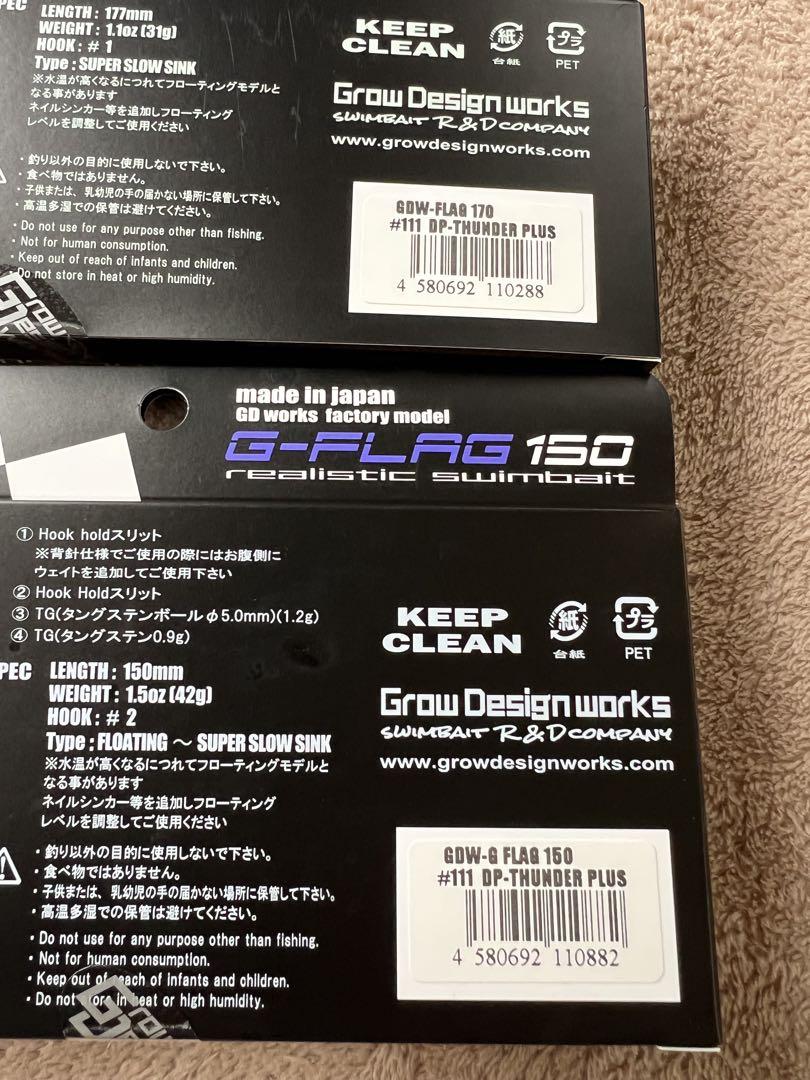 PEC
LENGTH : 177mm
WEIGHT : 1.1oz (31g)
HOOK : # 1
Type : SUPER SLOW SINK
※水温が高くなるにつれてフローティングモデルと
なる事があります
ネイルシンカー等を追加しフローティング
レベルを調整してご使用ください
・釣り以外の目的に使用しないで下さい。
・食べ物ではありません。
・子供または、乳幼児の手の届かない場所に保管して下さい。
・高温多湿での保管は避けてください。
・Do not use for any purpose other than fishing.
・Not for human consumption.
・Keep out of reach of infants and children.
Do not store in heat or high humidity.
KEEP
CLEAN
紙
台紙
プラ
PET
Grow Design works
SWIMBAIT R&D COMPANY
www.growdesignworks.com
GDW-FLAG 170
#111 DP-THUNDER PLUS
4 580692 110288
made in japan
GD works factory model
G-FLAG 150
realistic swimbait
① Hook holdスリット
※背針仕様でご使用の際にはお腹側に
ウェイトを追加してご使用下さい
② Hook Holdスリット
③ TG(タングステンボールφ5.0mm)(1.2g)
④ TG(タングステン0.9g)
PEC
LENGTH : 150mm
WEIGHT : 1.5oz (42g)
HOOK : # 2
Type : FLOATING ～ SUPER SLOW SINK
※水温が高くなるにつれてフローティングモデルと
なる事があります
ネイルシンカー等を追加しフローティング
レベルを調整してご使用ください
・釣り以外の目的に使用しないで下さい。
・食べ物ではありません。
・子供または、乳幼児の手の届かない場所に保管して下さい。
・高温多湿での保管は避けてください。
・Do not use for any purpose other than fishing.
・Not for human consumption.
・Keep out of reach of infants and children.
・Do not store in heat or high humidity.
KEEP
CLEAN
紙
台紙
プラ
PET
Grow Design works
SWIMBAIT R&D COMPANY
www.growdesignworks.com
GDW-G FLAG 150
#111 DP-THUNDER PLUS
4 580692 110882